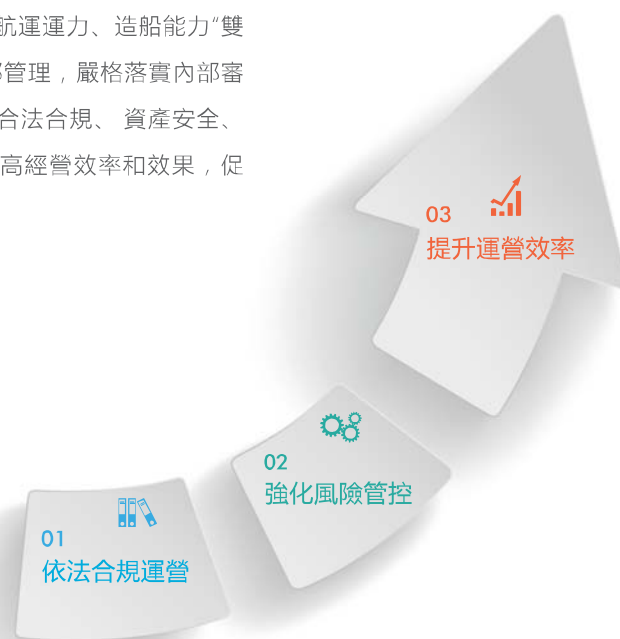 航運運力、造船能力“雙
部管理，嚴格落實內部審
合法合規、 資產安全、
高經營效率和效果，促
03
提升運營效率
02
強化風險管控
01
依法合規運營